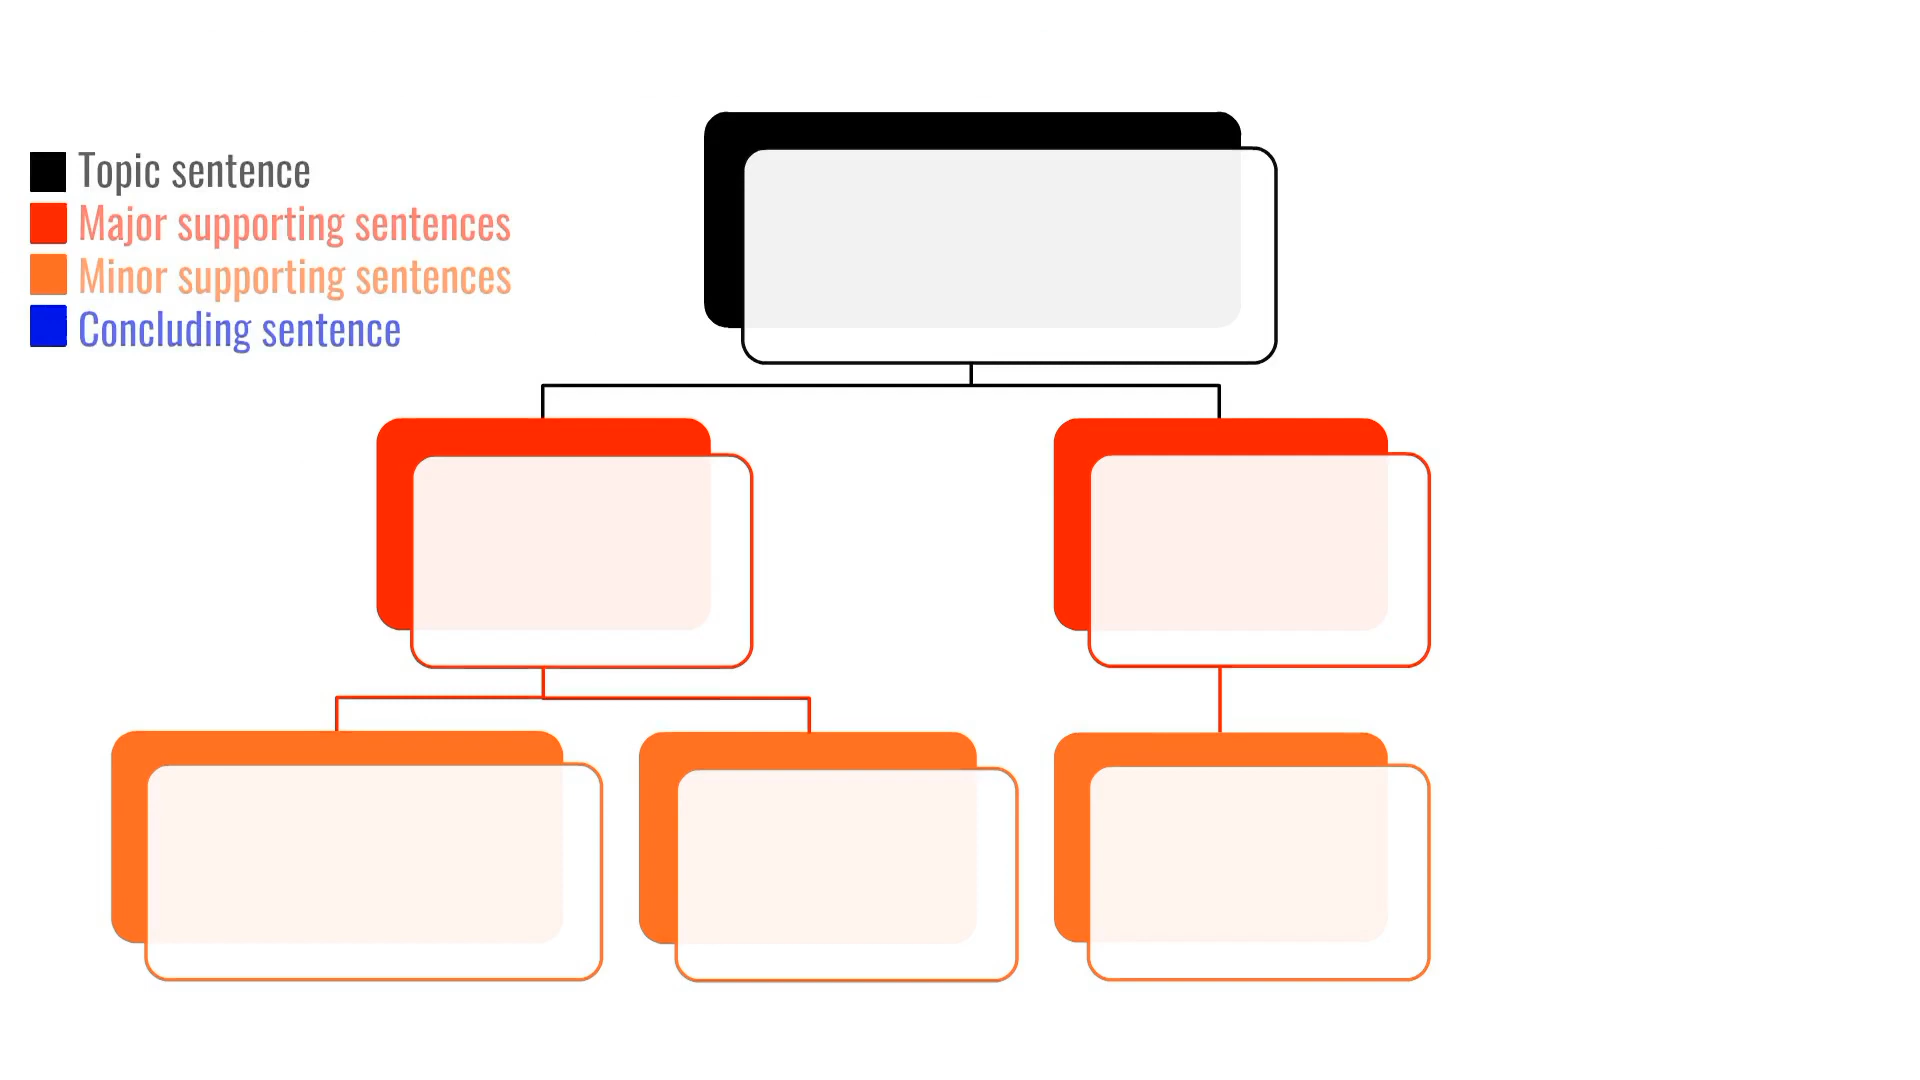 Topic sentence
Major supporting sentences
Minor supporting sentences
Concluding sentence